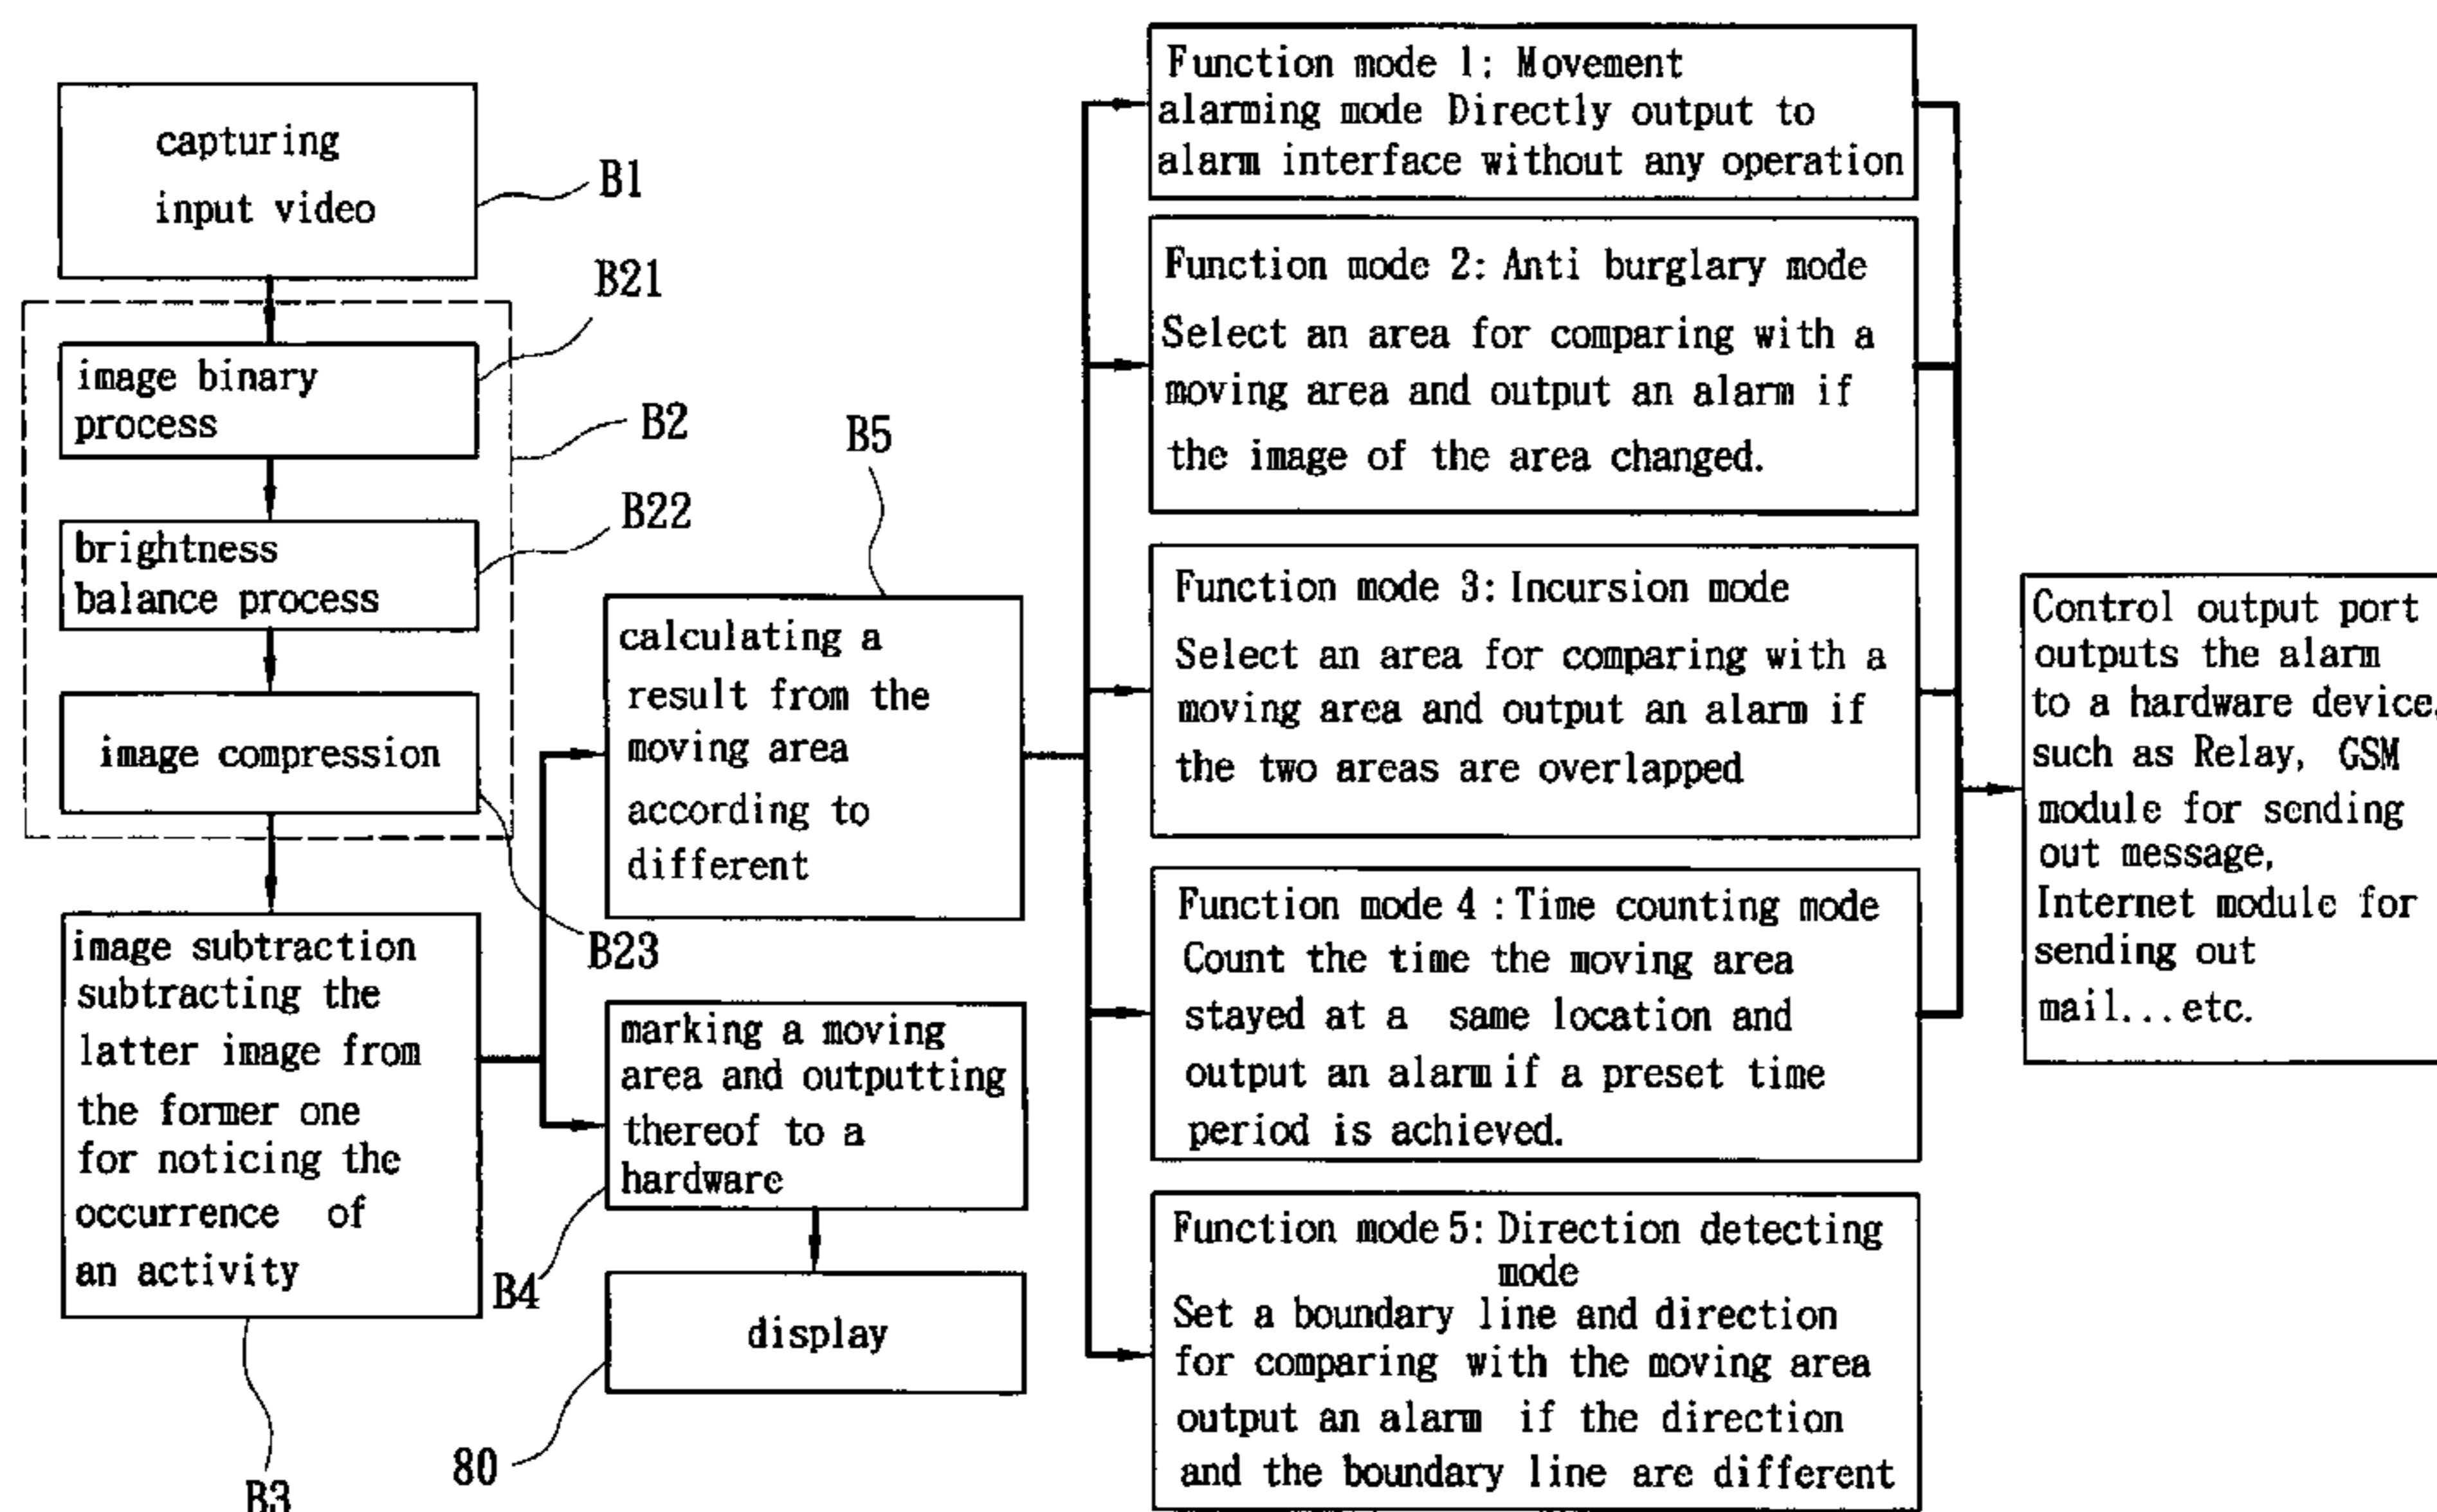 capturing
input video
B1
B21
image binary
process
B2
B22
brightness
balance process
image compression
B23
image subtraction
subtracting the
latter image from
the former one
for noticing the
occurrence of
an activity
B3
B5
calculating a
result from the
moving area
according to
different
marking a moving
area and outputting
thereof to a
hardware
B4
display
80
Function mode 1: Movement
alarming mode Directly output to
alarm interface without any operation
Function mode 2: Anti burglary mode
Select an area for comparing with a
moving area and output an alarm if
the image of the area changed.
Function mode 3: Incursion mode
Select an area for comparing with a
moving area and output an alarm if
the two areas are overlapped
Function mode 4 : Time counting mode
Count the time the moving area
stayed at a same location and
output an alarm if a preset time
period is achieved.
Function mode 5: Direction detecting
mode
Set a boundary line and direction
for comparing with the moving area
output an alarm if the direction
and the boundary line are different
Control output port
outputs the alarm
to a hardware device,
such as Relay, GSM
module for sending
out message,
Internet module for
sending out
mail...etc.